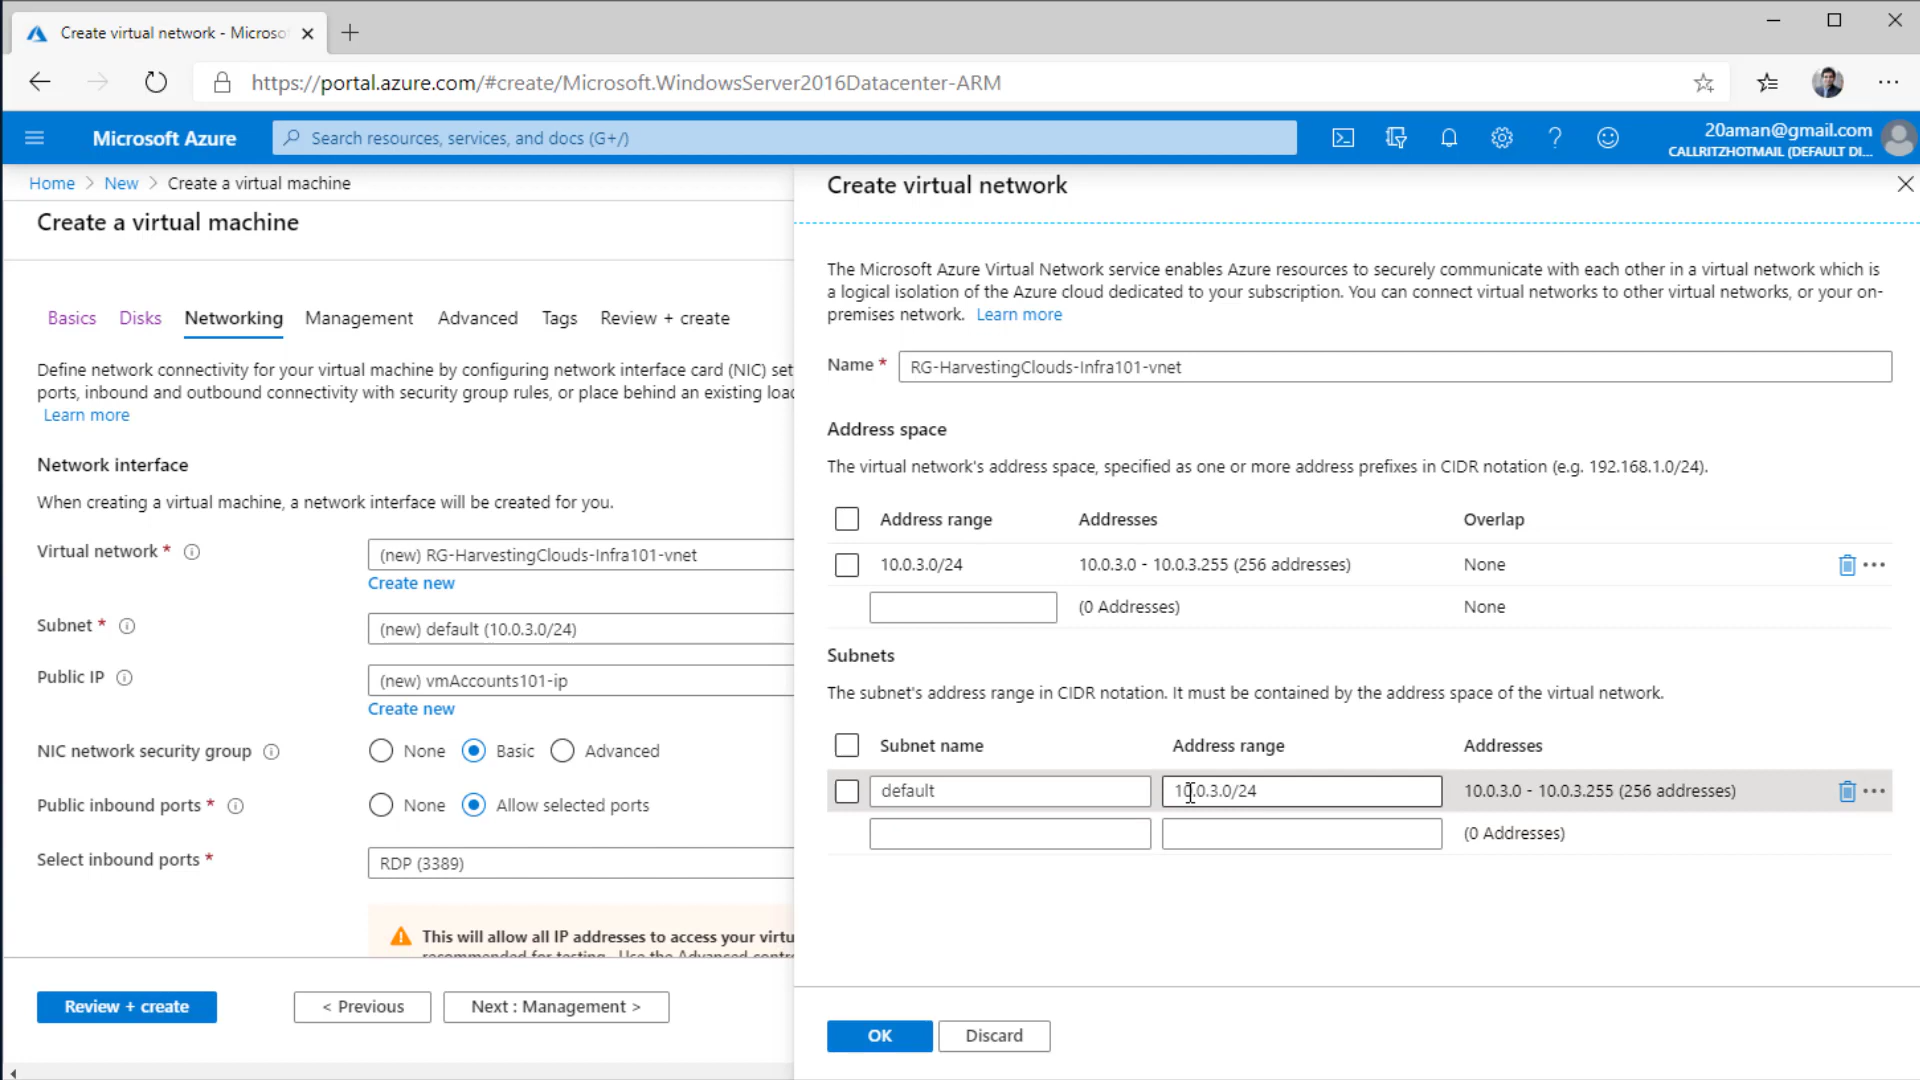 Create virtual network - Microso
https://portal.azure.com/#create/Microsoft.WindowsServer2016Datacenter-ARM
Microsoft Azure
Search resources, services, and docs (G+/)
20aman@gmail.com
CALLRITZHOTMAIL (DEFAULT DI...
Home > New > Create a virtual machine
Create a virtual machine
Basics Disks Networking Management Advanced Tags Review + create
Define network connectivity for your virtual machine by configuring network interface card (NIC) set
ports, inbound and outbound connectivity with security group rules, or place behind an existing loa
Learn more
Network interface
When creating a virtual machine, a network interface will be created for you.
Virtual network *
(new) RG-HarvestingClouds-Infra101-vnet
Create new
Subnet *
(new) default (10.0.3.0/24)
Public IP
(new) vmAccounts101-ip
Create new
NIC network security group
None Basic Advanced
Public inbound ports *
None Allow selected ports
Select inbound ports *
RDP (3389)
This will allow all IP addresses to access your virtu
recommended for testing. Use the Advanced contr
Review + create
< Previous
Next : Management >
Create virtual network
The Microsoft Azure Virtual Network service enables Azure resources to securely communicate with each other in a virtual network which is
a logical isolation of the Azure cloud dedicated to your subscription. You can connect virtual networks to other virtual networks, or your on-
premises network. Learn more
Name *
RG-HarvestingClouds-Infra101-vnet
Address space
The virtual network's address space, specified as one or more address prefixes in CIDR notation (e.g. 192.168.1.0/24).
Address range Addresses Overlap
10.0.3.0/24 10.0.3.0 - 10.0.3.255 (256 addresses) None
(0 Addresses) None
Subnets
The subnet's address range in CIDR notation. It must be contained by the address space of the virtual network.
Subnet name Address range Addresses
default 10.0.3.0/24 10.0.3.0 - 10.0.3.255 (256 addresses)
(0 Addresses)
OK
Discard